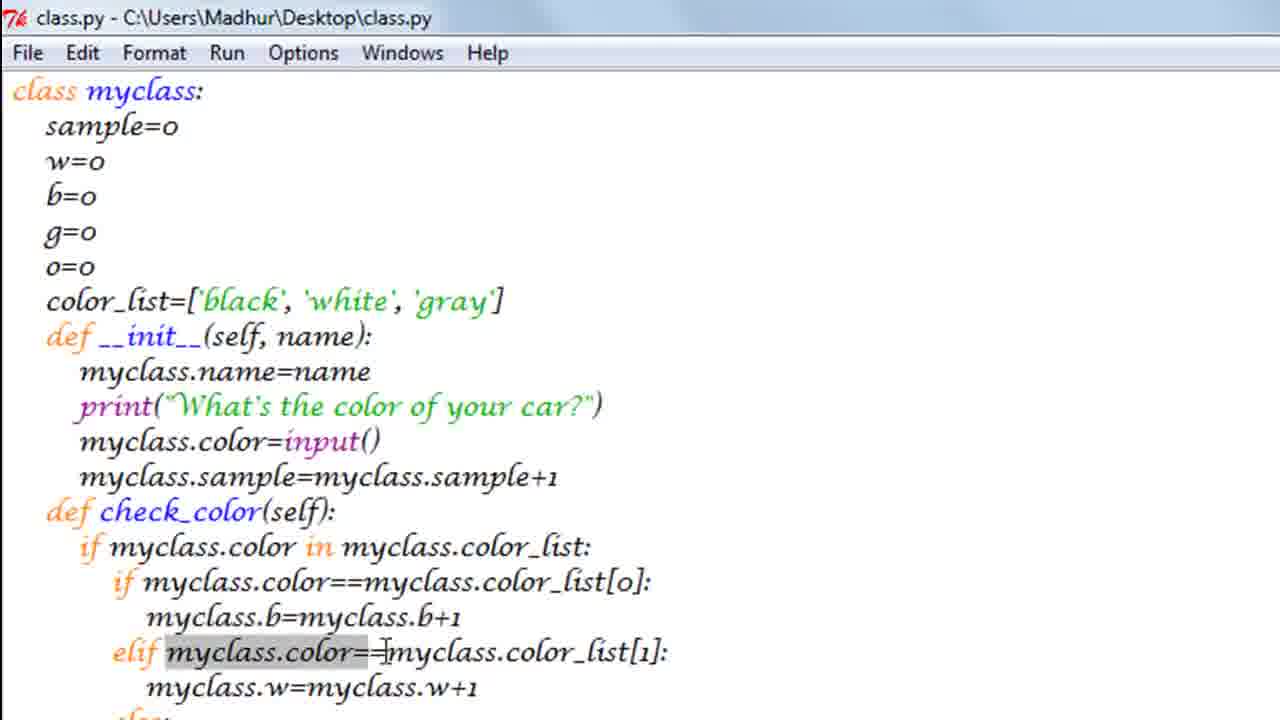 class.py - C:\Users\Madhur\Desktop\class.py
File Edit Format Run Options Windows Help
class myclass:
    sample=0
    w=0
    b=0
    g=0
    o=0
    color_list=['black', 'white', 'gray']
    def __init__(self, name):
        myclass.name=name
        print("What's the color of your car?")
        myclass.color=input()
        myclass.sample=myclass.sample+1
    def check_color(self):
        if myclass.color in myclass.color_list:
            if myclass.color==myclass.color_list[0]:
                myclass.b=myclass.b+1
            elif myclass.color==myclass.color_list[1]:
                myclass.w=myclass.w+1
            else: